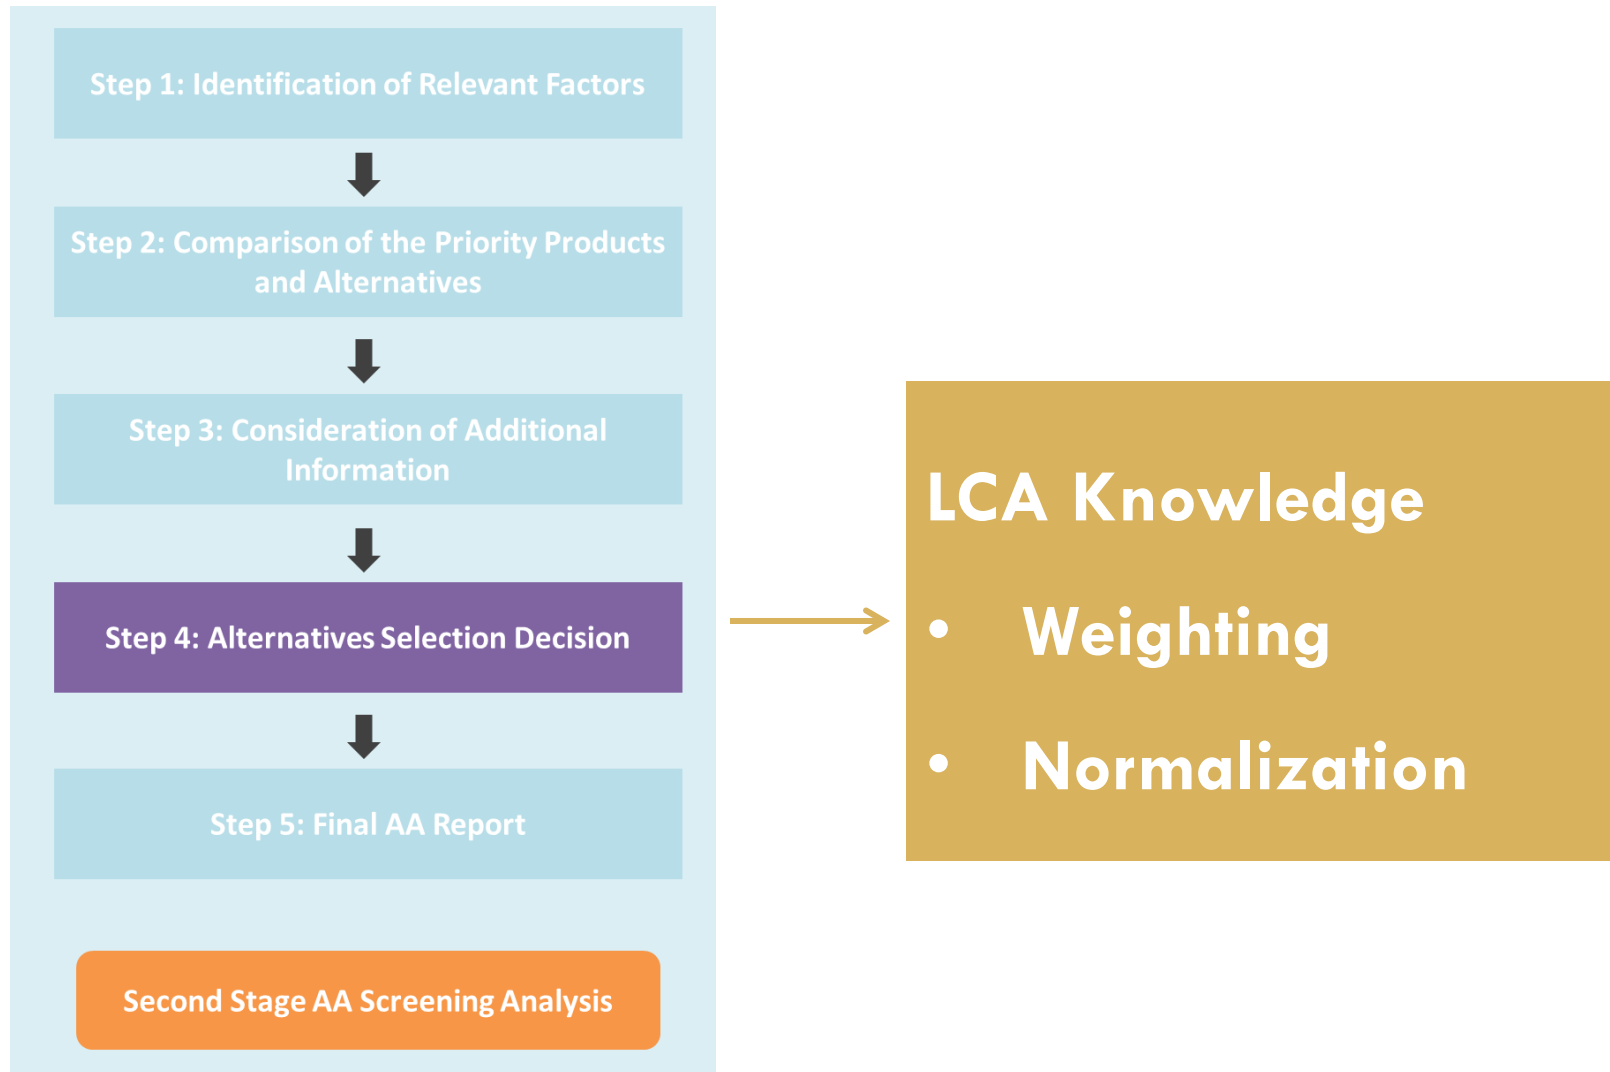 Step 1: Identification of Relevant Factors
Step 2: Comparison of the Priority Products
and Alternatives
Step 3: Consideration of Additional
Information
Step 4: Alternatives Selection Decision
Step 5: Final AA Report
Second Stage AA Screening Analysis
LCA Knowledge
• Weighting
• Normalization